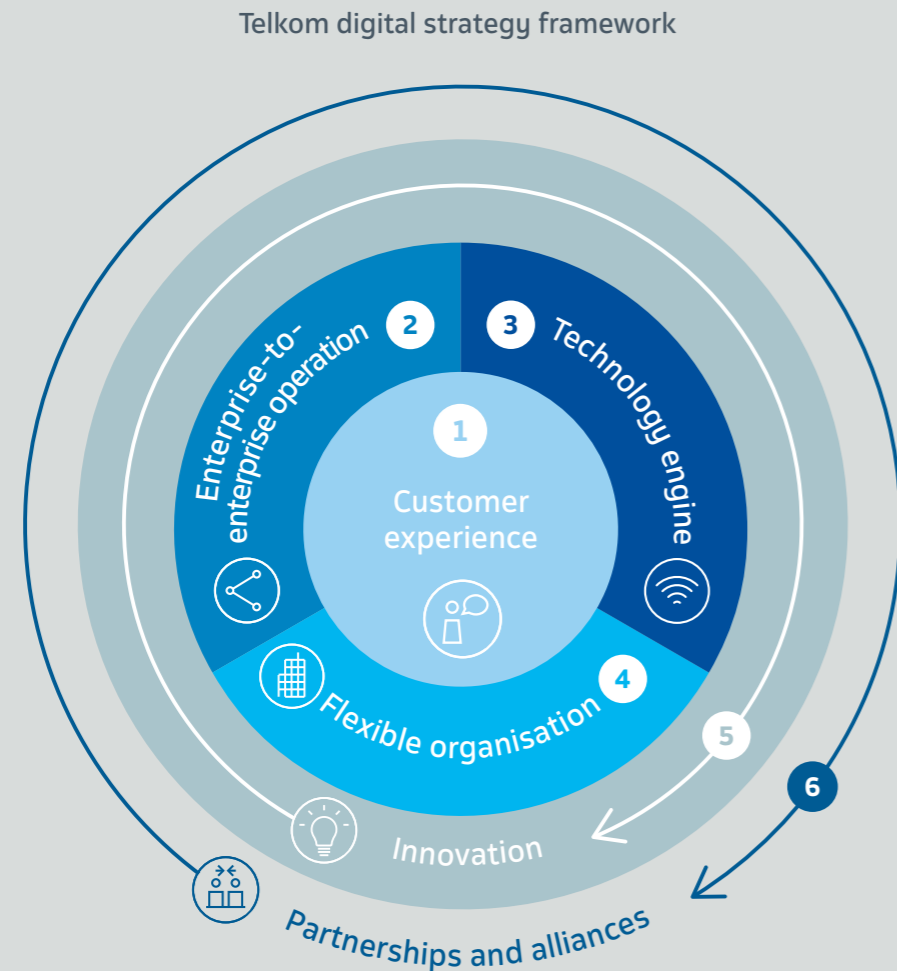 Telkom digital strategy framework
1
Customer
experience
2
Enterprise-to-
enterprise operation
3
Technology engine
4
Flexible organisation
5
Innovation
6
Partnerships and alliances